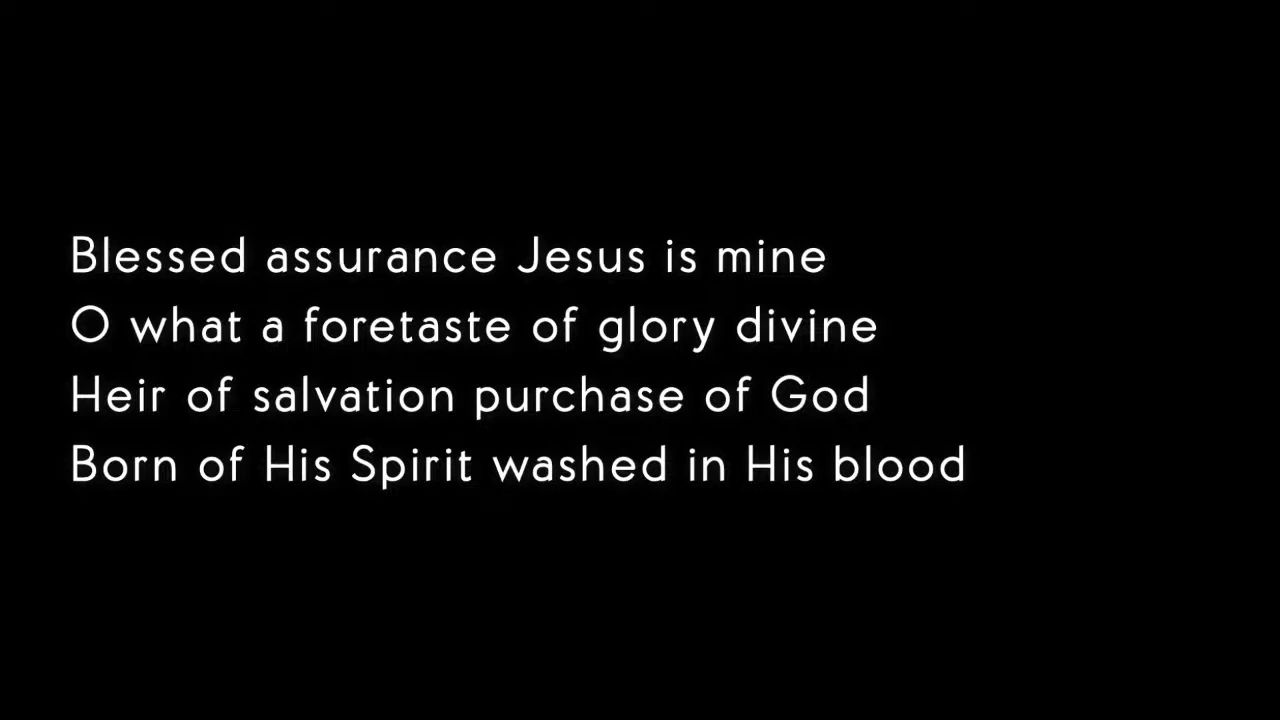 Blessed assurance Jesus is mine
O what a foretaste of glory divine
Heir of salvation purchase of God
Born of His Spirit washed in His blood